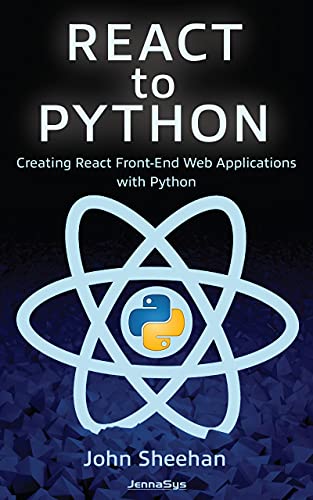 REACT
to
PYTHON
Creating React Front-End Web Applications
with Python
John Sheehan
JennaSys